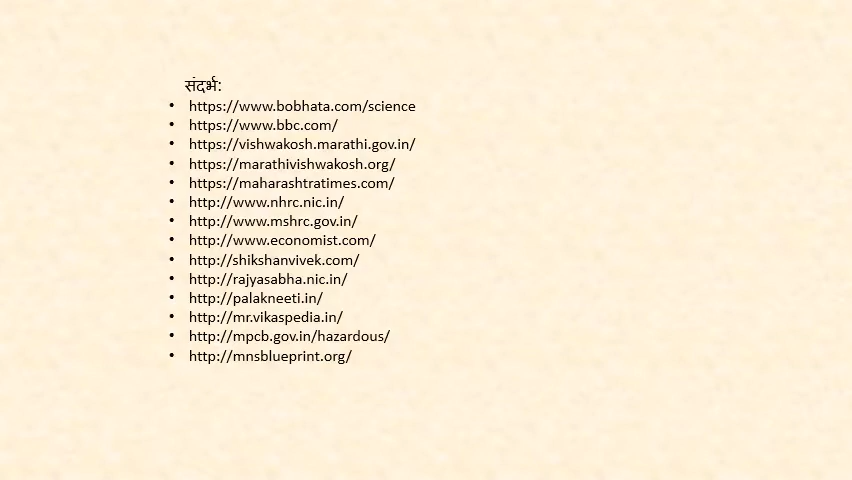 संदर्भ:
• https://www.bobhata.com/science
• https://www.bbc.com/
• https://vishwakosh.marathi.gov.in/
• https://marathivishwakosh.org/
• https://maharashtratimes.com/
• http://www.nhrc.nic.in/
• http://www.mshrc.gov.in/
• http://www.economist.com/
• http://shikshanvivek.com/
• http://rajyasabha.nic.in/
• http://palakneeti.in/
• http://mr.vikaspedia.in/
• http://mpcb.gov.in/hazardous/
• http://mnsblueprint.org/